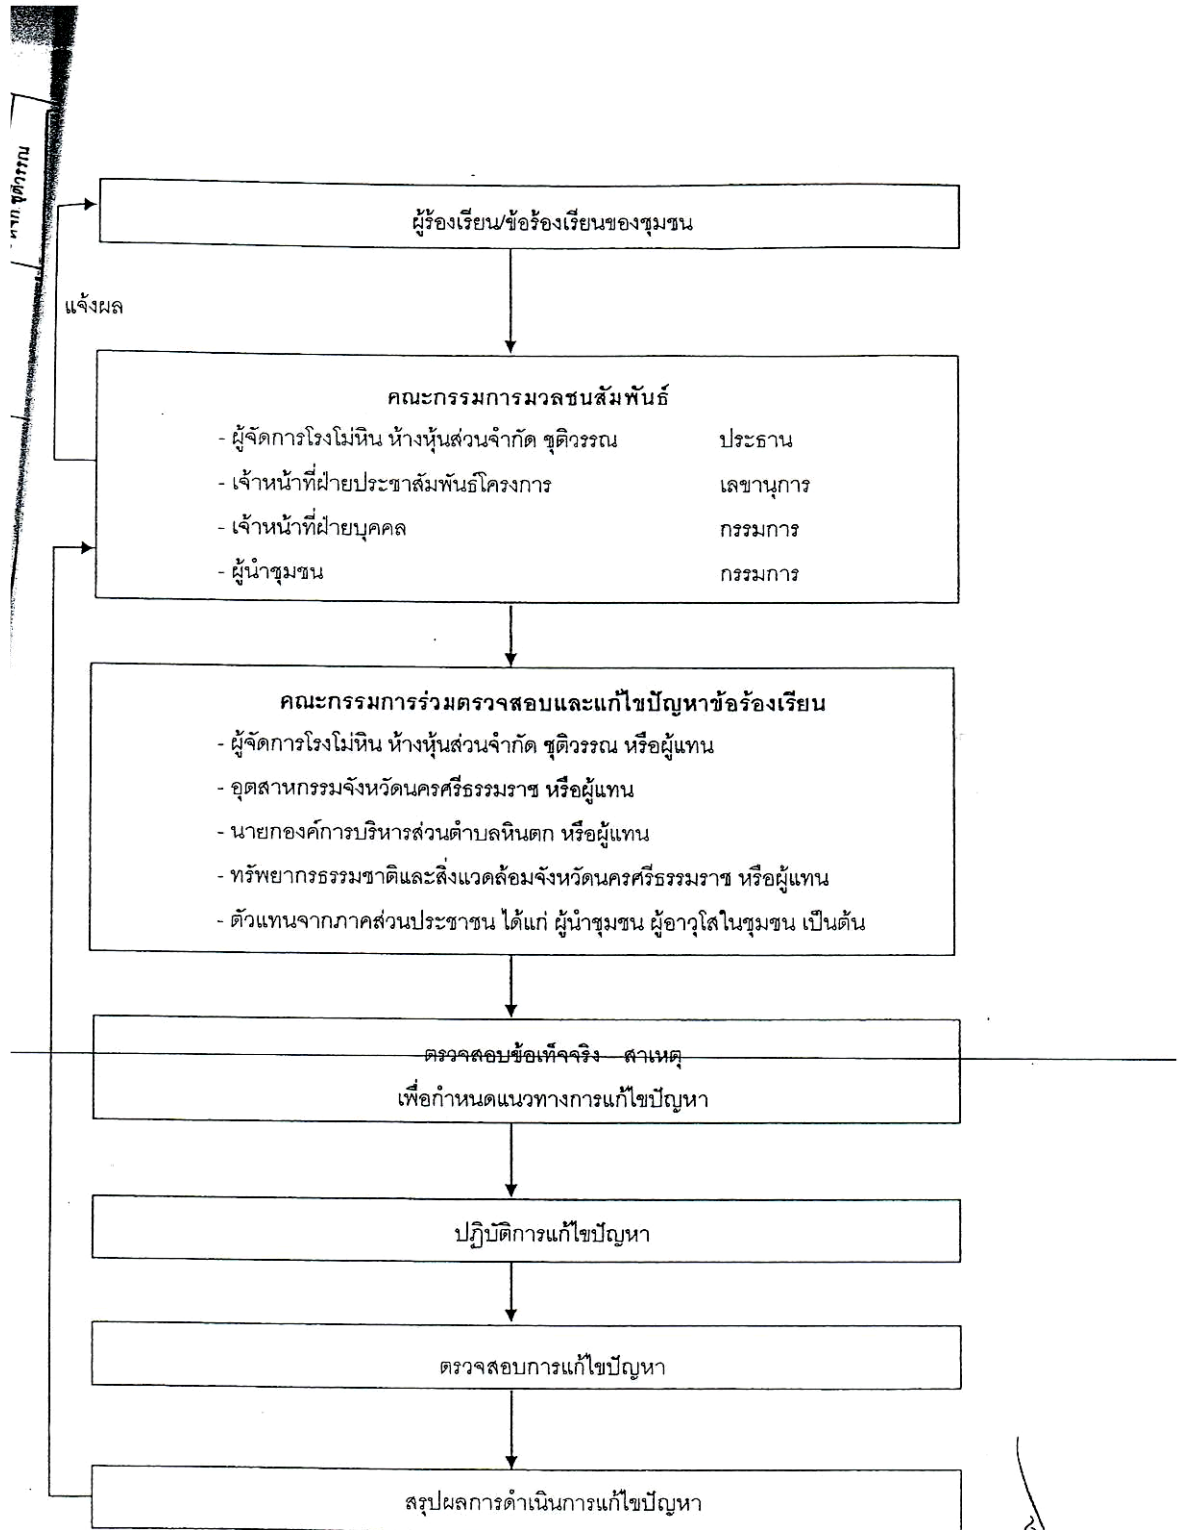 หจก.ชุติวรรณ
ผู้ร้องเรียน/ข้อร้องเรียนของชุมชน
แจ้งผล
คณะกรรมการมวลชนสัมพันธ์
- ผู้จัดการโรงโม่หิน ห้างหุ้นส่วนจำกัด ชุติวรรณ ประธาน
- เจ้าหน้าที่ฝ่ายประชาสัมพันธ์โครงการ เลขานุการ
- เจ้าหน้าที่ฝ่ายบุคคล กรรมการ
- ผู้นำชุมชน กรรมการ
คณะกรรมการร่วมตรวจสอบและแก้ไขปัญหาข้อร้องเรียน
- ผู้จัดการโรงโม่หิน ห้างหุ้นส่วนจำกัด ชุติวรรณ หรือผู้แทน
- อุตสาหกรรมจังหวัดนครศรีธรรมราช หรือผู้แทน
- นายกองค์การบริหารส่วนตำบลหินตก หรือผู้แทน
- ทรัพยากรธรรมชาติและสิ่งแวดล้อมจังหวัดนครศรีธรรมราช หรือผู้แทน
- ตัวแทนจากภาคส่วนประชาชน ได้แก่ ผู้นำชุมชน ผู้อาวุโสในชุมชน เป็นต้น
ตรวจสอบข้อเท็จจริง สาเหตุ
เพื่อกำหนดแนวทางการแก้ไขปัญหา
ปฏิบัติการแก้ไขปัญหา
ตรวจสอบการแก้ไขปัญหา
สรุปผลการดำเนินการแก้ไขปัญหา